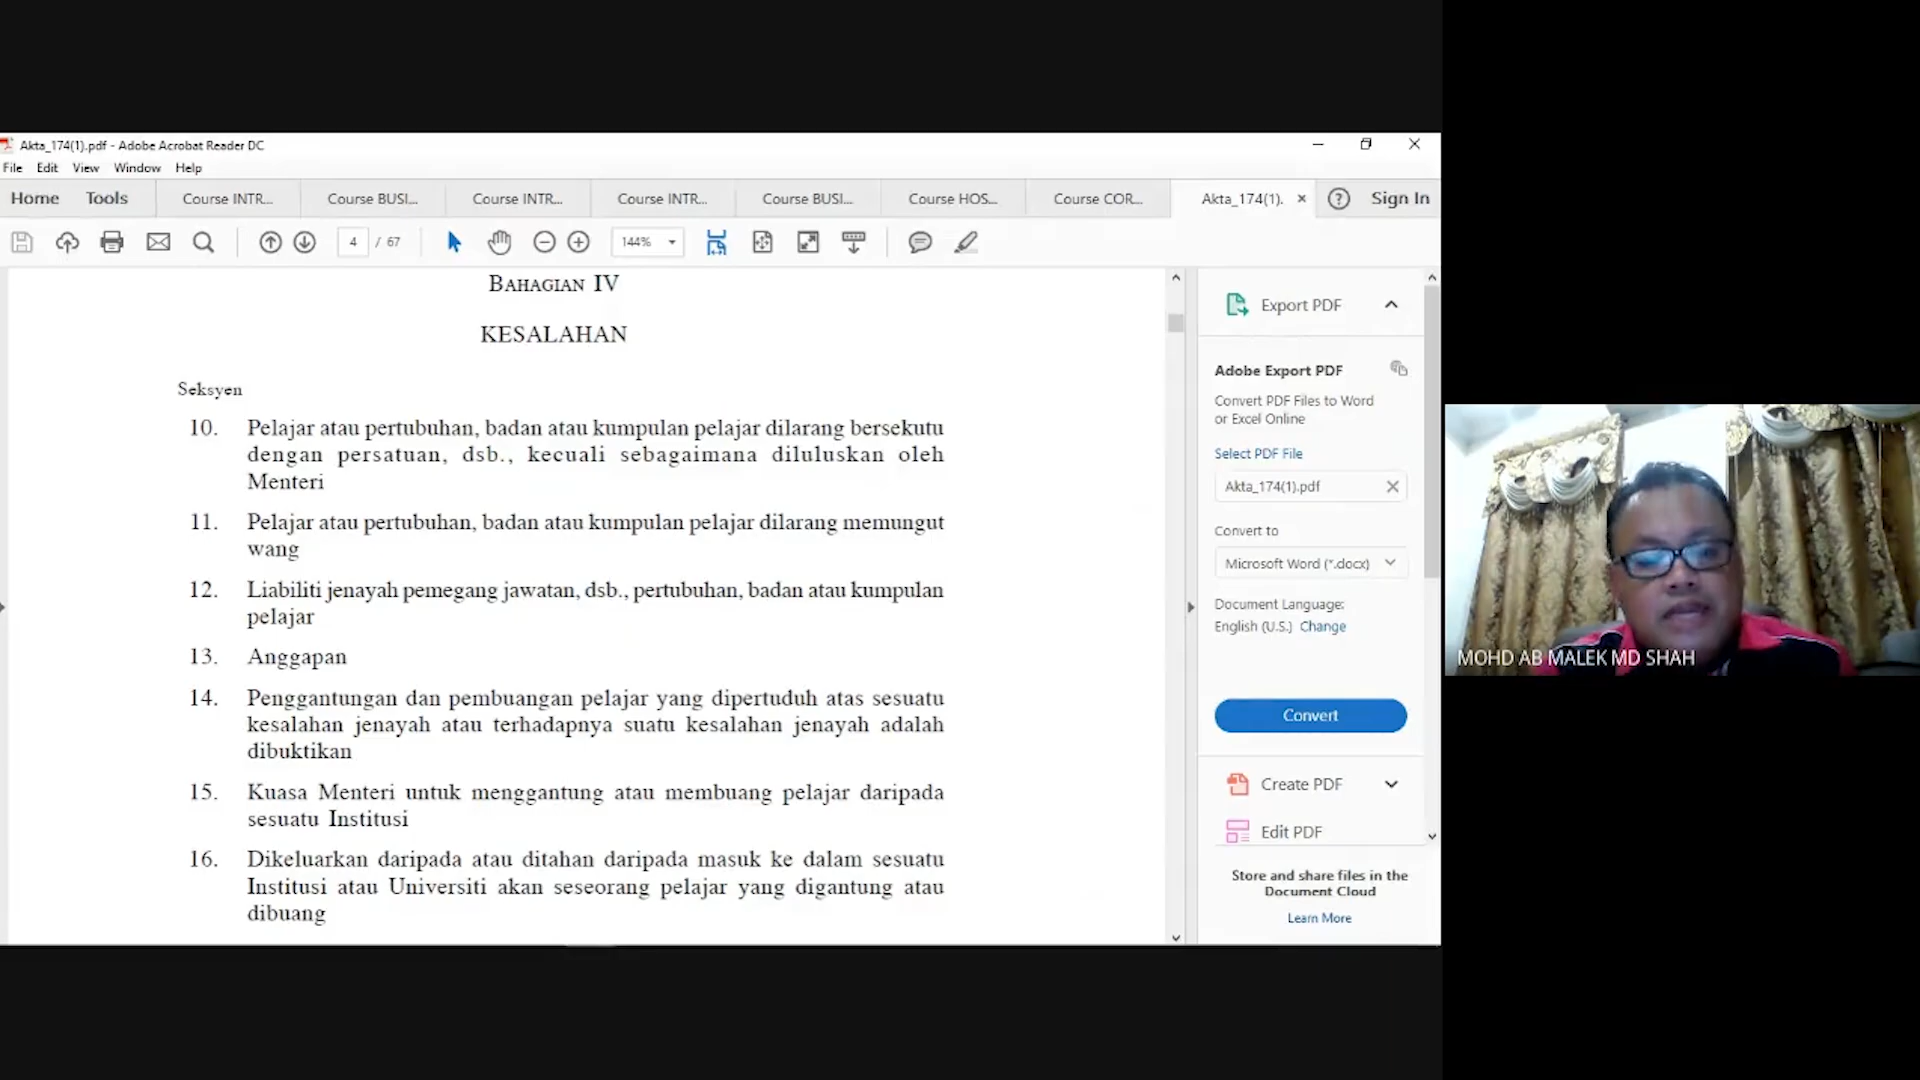 Akta_174(1).pdf - Adobe Acrobat Reader DC
File Edit View Window Help
Home Tools Course INTR... Course BUSI... Course INTR... Course INTR... Course BUSI... Course HOS... Course COR... Akta_174(1). × ? Sign In
4 / 67 144%
BAHAGIAN IV
KESALAHAN
Seksyen
10. Pelajar atau pertubuhan, badan atau kumpulan pelajar dilarang bersekutu
dengan persatuan, dsb., kecuali sebagaimana diluluskan oleh
Menteri
11. Pelajar atau pertubuhan, badan atau kumpulan pelajar dilarang memungut
wang
12. Liabiliti jenayah pemegang jawatan, dsb., pertubuhan, badan atau kumpulan
pelajar
13. Anggapan
14. Penggantungan dan pembuangan pelajar yang dipertuduh atas sesuatu
kesalahan jenayah atau terhadapnya suatu kesalahan jenayah adalah
dibuktikan
15. Kuasa Menteri untuk menggantung atau membuang pelajar daripada
sesuatu Institusi
16. Dikeluarkan daripada atau ditahan daripada masuk ke dalam sesuatu
Institusi atau Universiti akan seseorang pelajar yang digantung atau
dibuang
Export PDF
Adobe Export PDF
Convert PDF Files to Word
or Excel Online
Select PDF File
Akta_174(1).pdf
Convert to
Microsoft Word (*.docx)
Document Language:
English (U.S.) Change
Convert
Create PDF
Edit PDF
Store and share files in the
Document Cloud
Learn More
MOHD AB MALEK MD SHAH